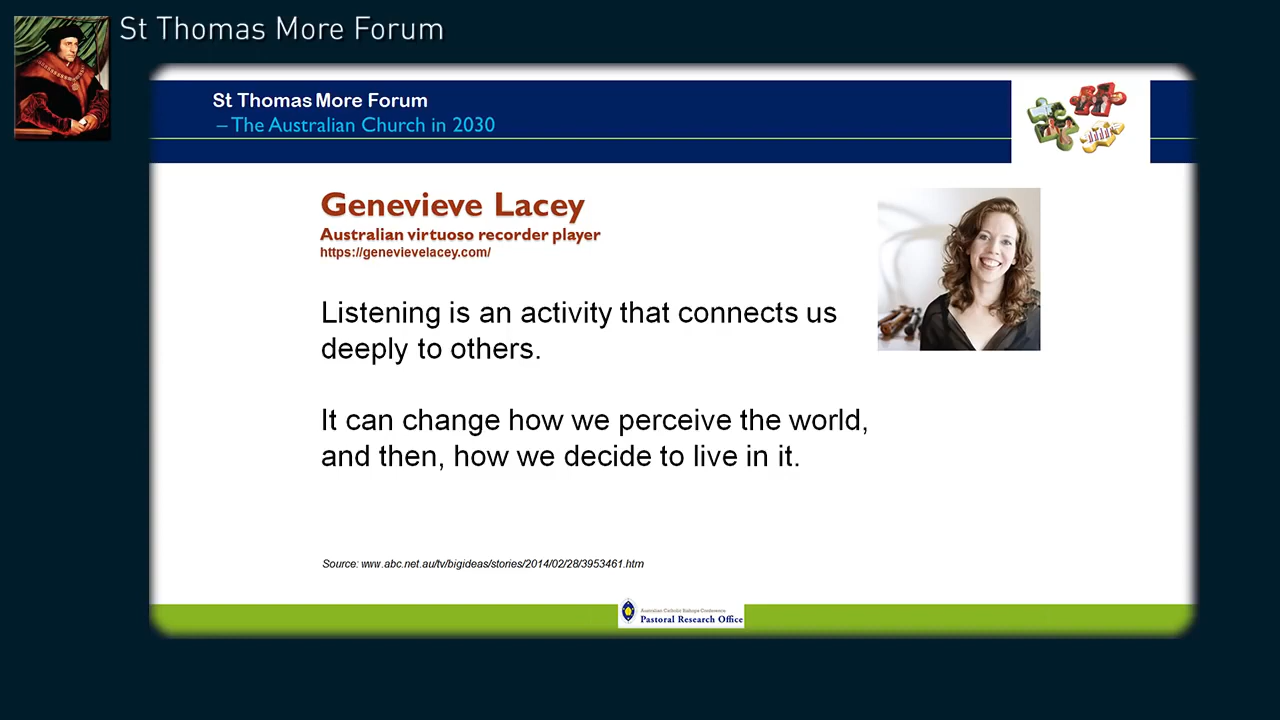 St Thomas More Forum
St Thomas More Forum
– The Australian Church in 2030
Genevieve Lacey
Australian virtuoso recorder player
https://genevievelacey.com/
Listening is an activity that connects us
deeply to others.
It can change how we perceive the world,
and then, how we decide to live in it.
Source: www.abc.net.au/tv/bigideas/stories/2014/02/28/3953461.htm
Australian Catholic Bishops Conference
Pastoral Research Office